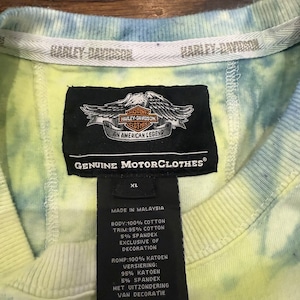 HARLEY-DAVIDSON HARLEY-DAVIDSON
HARLEY-DAVIDSON
AN AMERICAN LEGEND
GENUINE MOTORCLOTHES®
XL
MADE IN MALAYSIA
BODY:100% COTTON
TRIM:95% COTTON
5% SPANDEX
EXCLUSIVE OF
DECORATION
ROMP:100% KATOEN
VERSIERING:
95% KATOEN
5% SPANDEX
MET UITZONDERING
VAN DECORATIE